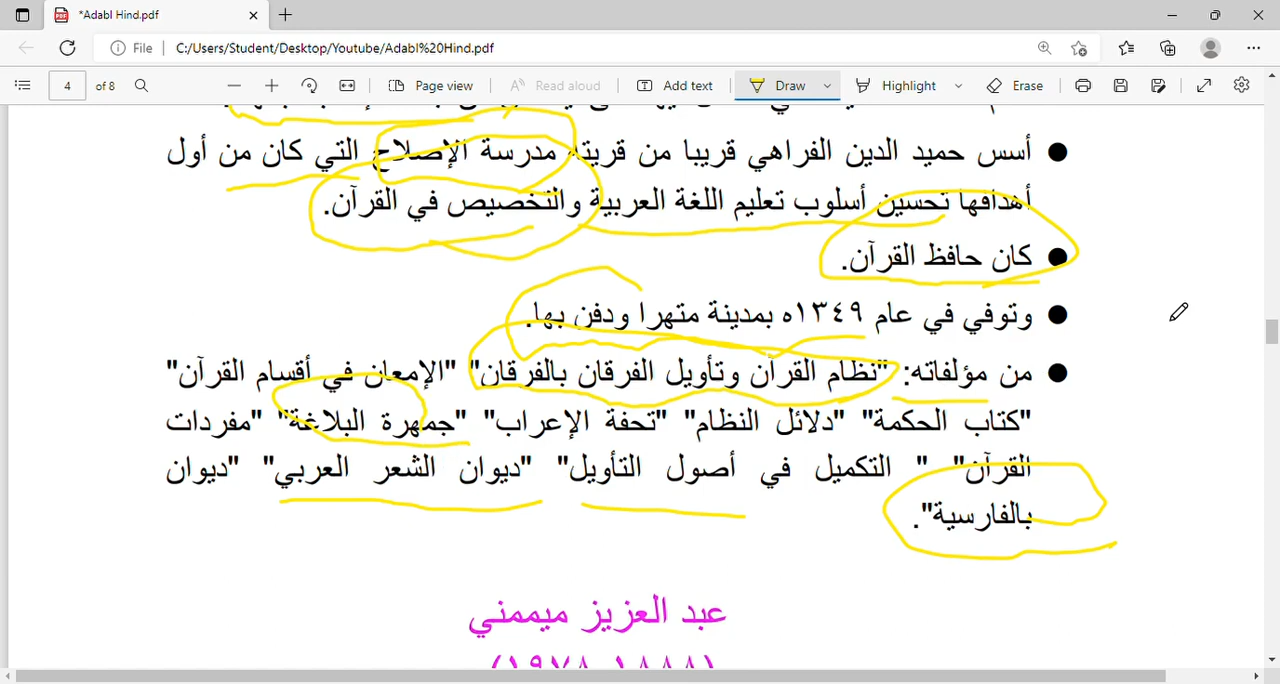 *Adabl Hind.pdf
File C:/Users/Student/Desktop/Youtube/Adabl%20Hind.pdf
4 of 8 Page view Read aloud Add text Draw Highlight Erase
أسس حميد الدين الفراهي قريبا من قريته مدرسة الإصلاح التي كان من أول
أهدافها تحسين أسلوب تعليم اللغة العربية والتخصيص في القرآن.
كان حافظ القرآن.
وتوفي في عام ١٣٤٩ه بمدينة متهرا ودفن بها.
من مؤلفاته: "نظام القرآن وتأويل الفرقان بالفرقان" "الإمعان في أقسام القرآن"
"كتاب الحكمة" "دلائل النظام" "تحفة الإعراب" "جمهرة البلاغة" "مفردات
القرآن" " التكميل في أصول التأويل" "ديوان الشعر العربي" "ديوان
بالفارسية".
عبد العزيز ميممني